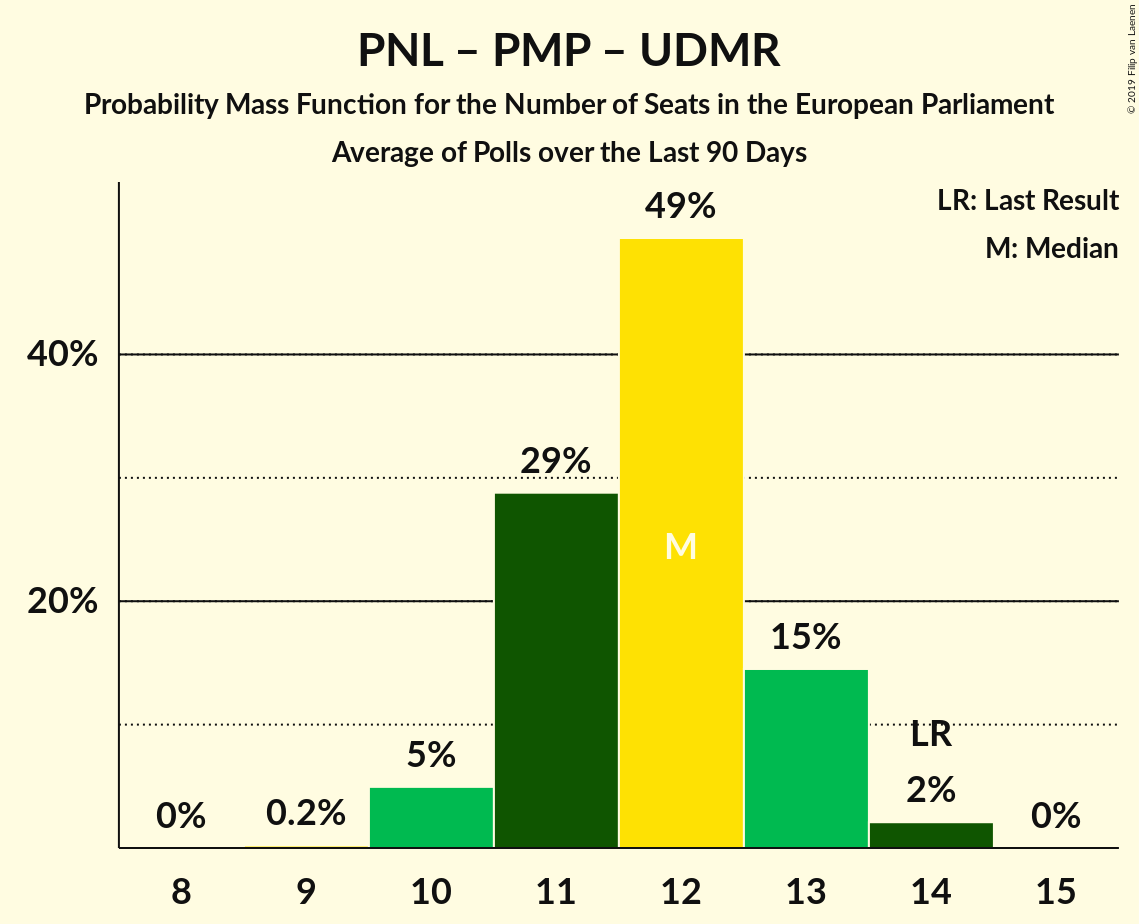 PNL – PMP – UDMR
Probability Mass Function for the Number of Seats in the European Parliament
Average of Polls over the Last 90 Days
© 2019 Filip van Laenen
LR: Last Result
M: Median
49%
40%
29%
M
20%
15%
LR
5%
2%
0%
0.2%
0%
8 9 10 11 12 13 14 15